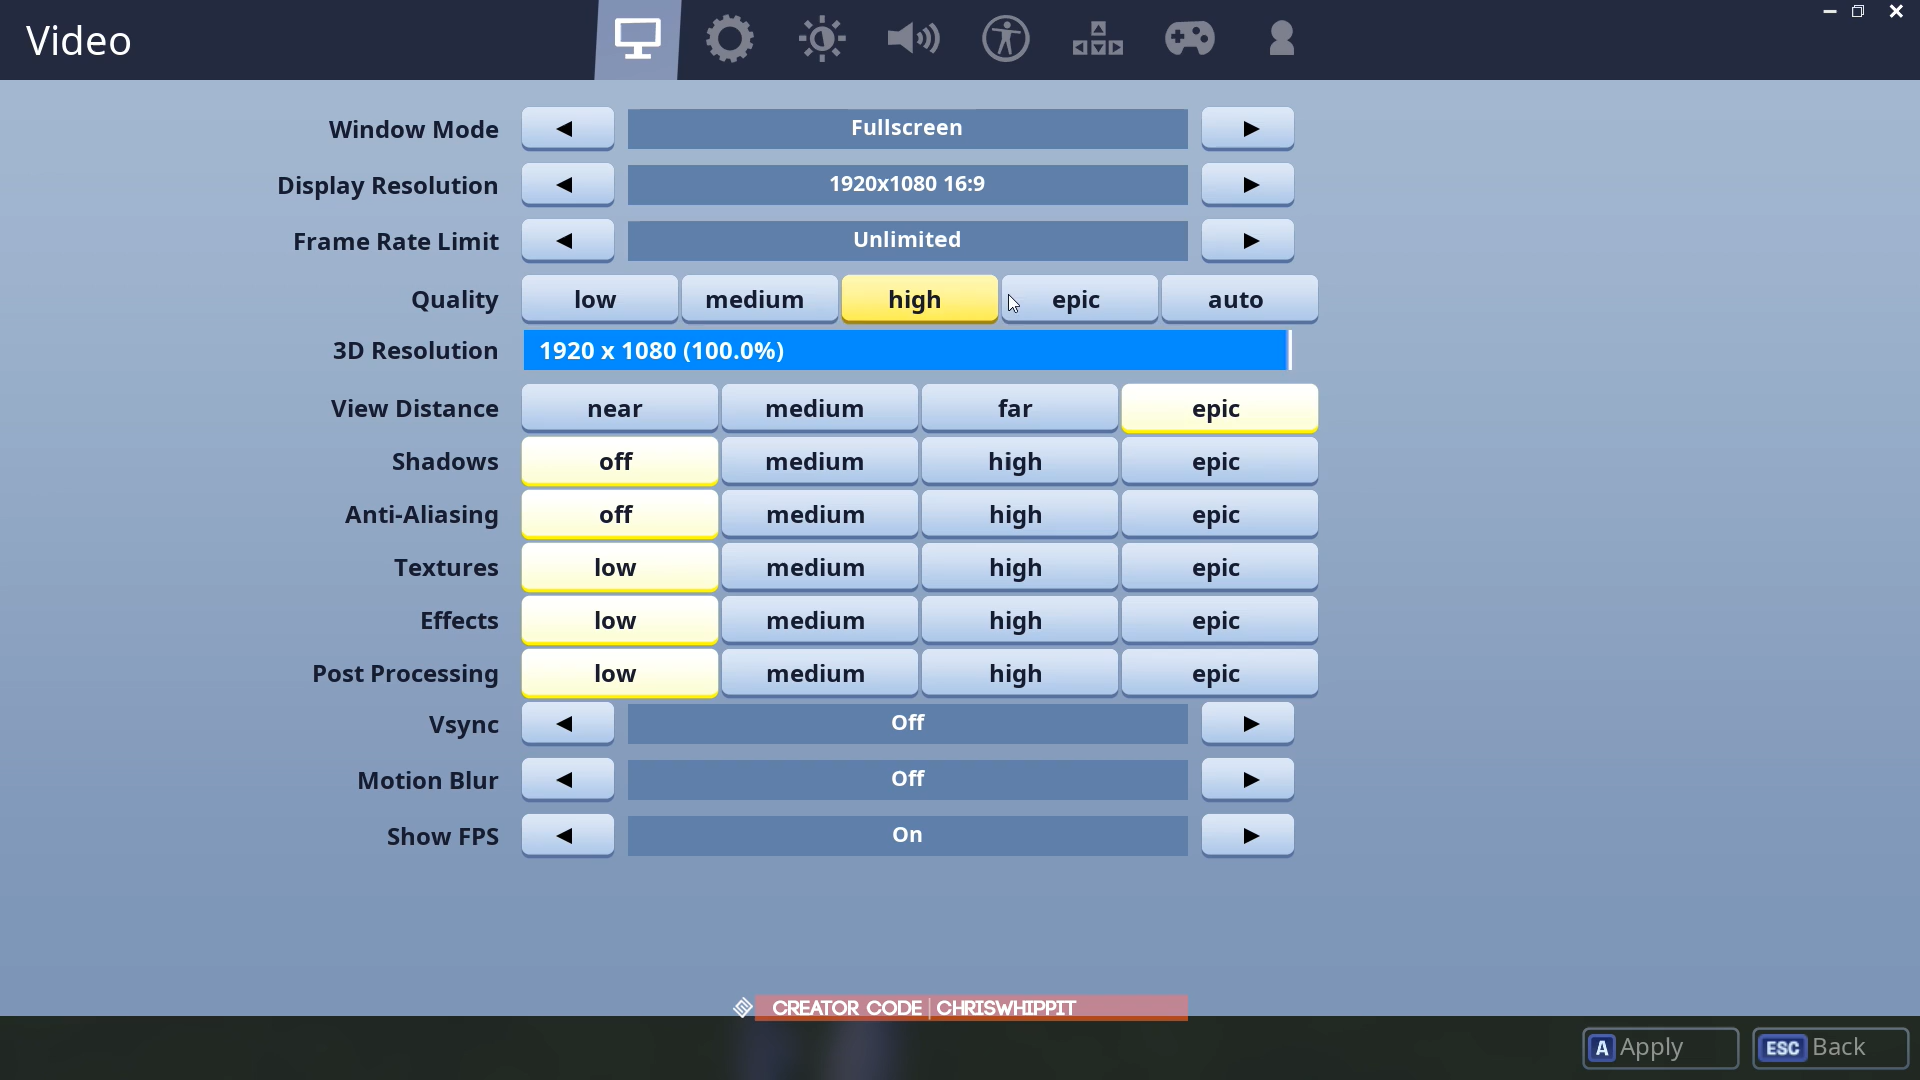 Video
Window Mode Fullscreen
Display Resolution 1920x1080 16:9
Frame Rate Limit Unlimited
Quality low medium high epic auto
3D Resolution 1920 x 1080 (100.0%)
View Distance near medium far epic
Shadows off medium high epic
Anti-Aliasing off medium high epic
Textures low medium high epic
Effects low medium high epic
Post Processing low medium high epic
Vsync Off
Motion Blur Off
Show FPS On
CREATOR CODE | CHRISWHIPPIT
A Apply ESC Back